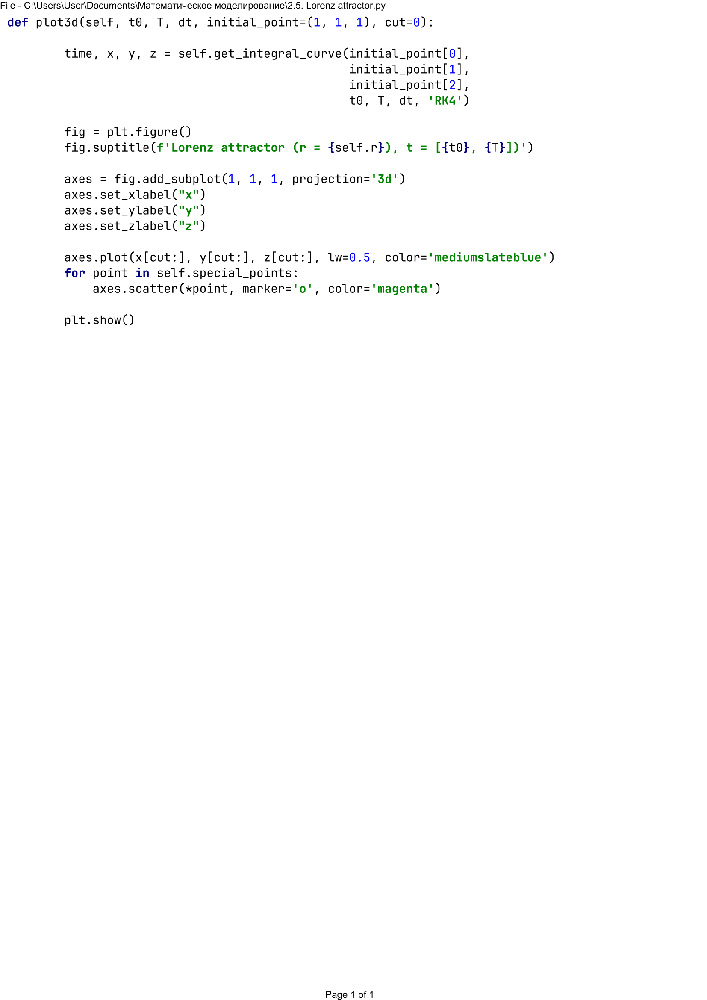 File - C:\Users\User\Documents\Математическое моделирование\2.5. Lorenz attractor.py
def plot3d(self, t0, T, dt, initial_point=(1, 1, 1), cut=0):
time, x, y, z = self.get_integral_curve(initial_point[0],
initial_point[1],
initial_point[2],
t0, T, dt, 'RK4')
fig = plt.figure()
fig.suptitle(f'Lorenz attractor (r = {self.r}), t = [{t0}, {T}])')
axes = fig.add_subplot(1, 1, 1, projection='3d')
axes.set_xlabel("x")
axes.set_ylabel("y")
axes.set_zlabel("z")
axes.plot(x[cut:], y[cut:], z[cut:], lw=0.5, color='mediumslateblue')
for point in self.special_points:
axes.scatter(*point, marker='o', color='magenta')
plt.show()
Page 1 of 1